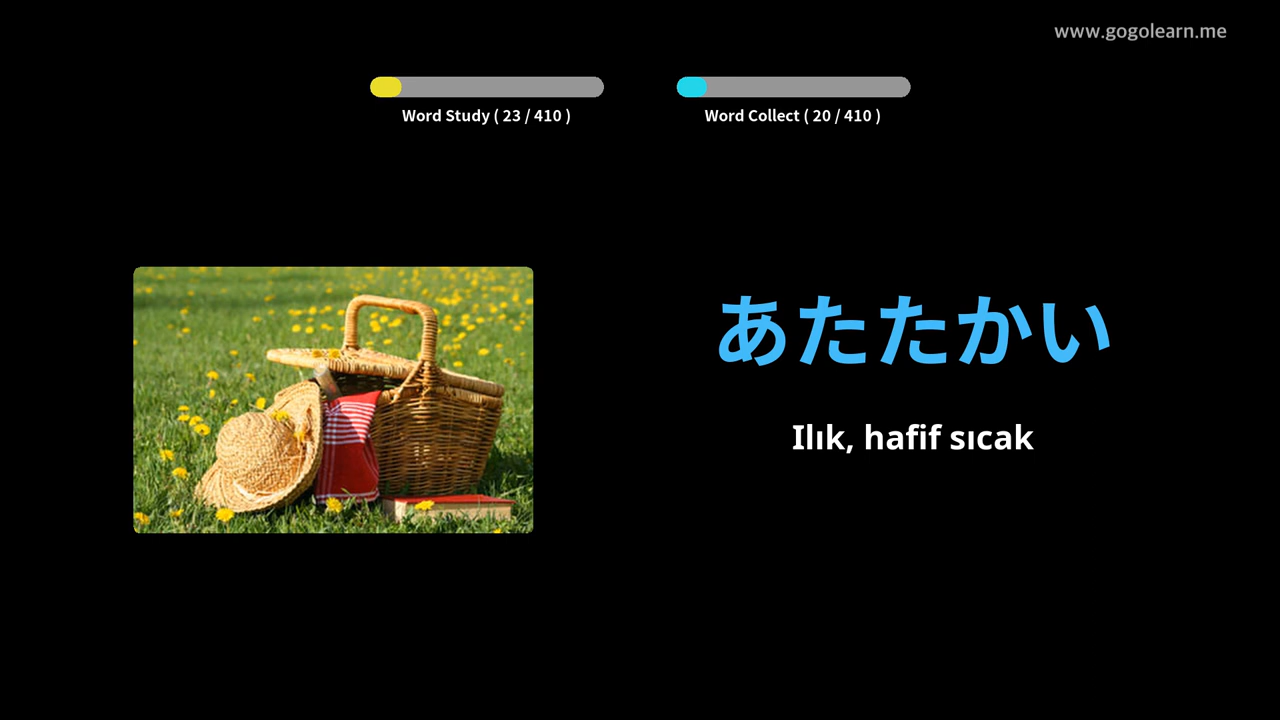 www.gogolearn.me
Word Study ( 23 / 410 )
Word Collect ( 20 / 410 )
あたたかい
Ilık, hafif sıcak